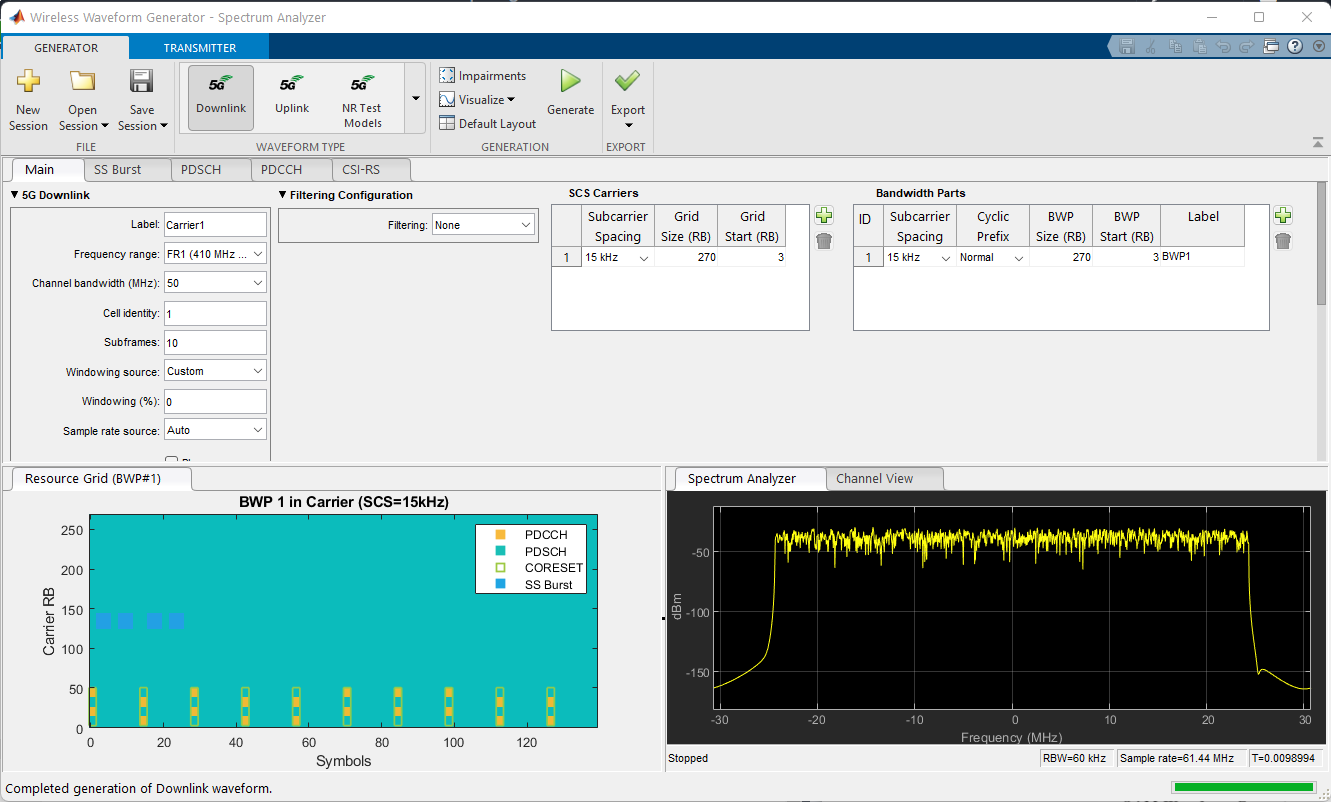 Wireless Waveform Generator - Spectrum Analyzer
GENERATOR
TRANSMITTER
New
Session
Open
Session
Save
Session
FILE
5G
Downlink
5G
Uplink
5G
NR Test
Models
WAVEFORM TYPE
Impairments
Visualize
Default Layout
Generate
GENERATION
Export
EXPORT
Main
SS Burst
PDSCH
PDCCH
CSI-RS
5G Downlink
Label: Carrier1
Frequency range: FR1 (410 MHz ...
Channel bandwidth (MHz): 50
Cell identity: 1
Subframes: 10
Windowing source: Custom
Windowing (%): 0
Sample rate source: Auto
Filtering Configuration
Filtering: None
SCS Carriers
Subcarrier Grid Grid
Spacing Size (RB) Start (RB)
1 15 kHz 270 3
Bandwidth Parts
ID Subcarrier Cyclic BWP BWP Label
Spacing Prefix Size (RB) Start (RB)
1 15 kHz Normal 270 3 BWP1
Resource Grid (BWP#1)
BWP 1 in Carrier (SCS=15kHz)
PDCCH
PDSCH
CORESET
SS Burst
Carrier RB
250
200
150
100
50
0
0 20 40 60 80 100 120
Symbols
Spectrum Analyzer
Channel View
dBm
-50
-100
-150
-30 -20 -10 0 10 20 30
Frequency (MHz)
Stopped
RBW=60 kHz
Sample rate=61.44 MHz
T=0.0098994
Completed generation of Downlink waveform.